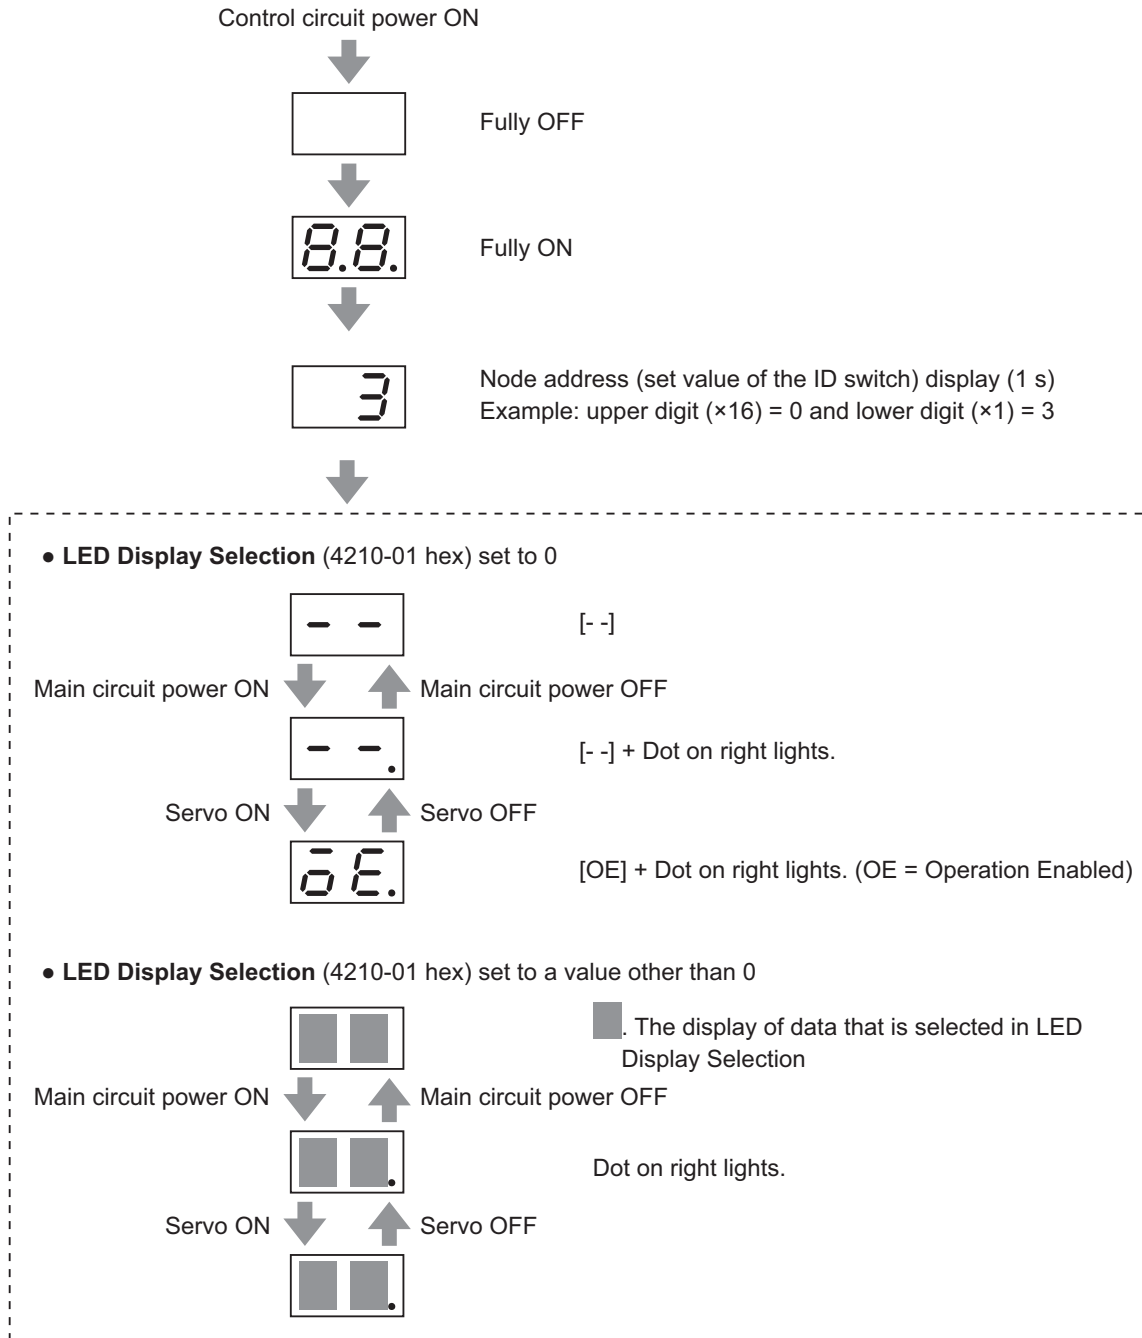 Control circuit power ON
Fully OFF
8.8.
Fully ON
3
Node address (set value of the ID switch) display (1 s)
Example: upper digit (×16) = 0 and lower digit (×1) = 3
● LED Display Selection (4210-01 hex) set to 0
- -
[- -]
Main circuit power ON
Main circuit power OFF
- -.
[- -] + Dot on right lights.
Servo ON
Servo OFF
ōE.
[OE] + Dot on right lights. (OE = Operation Enabled)
● LED Display Selection (4210-01 hex) set to a value other than 0
. The display of data that is selected in LED
Display Selection
Main circuit power ON
Main circuit power OFF
Dot on right lights.
Servo ON
Servo OFF